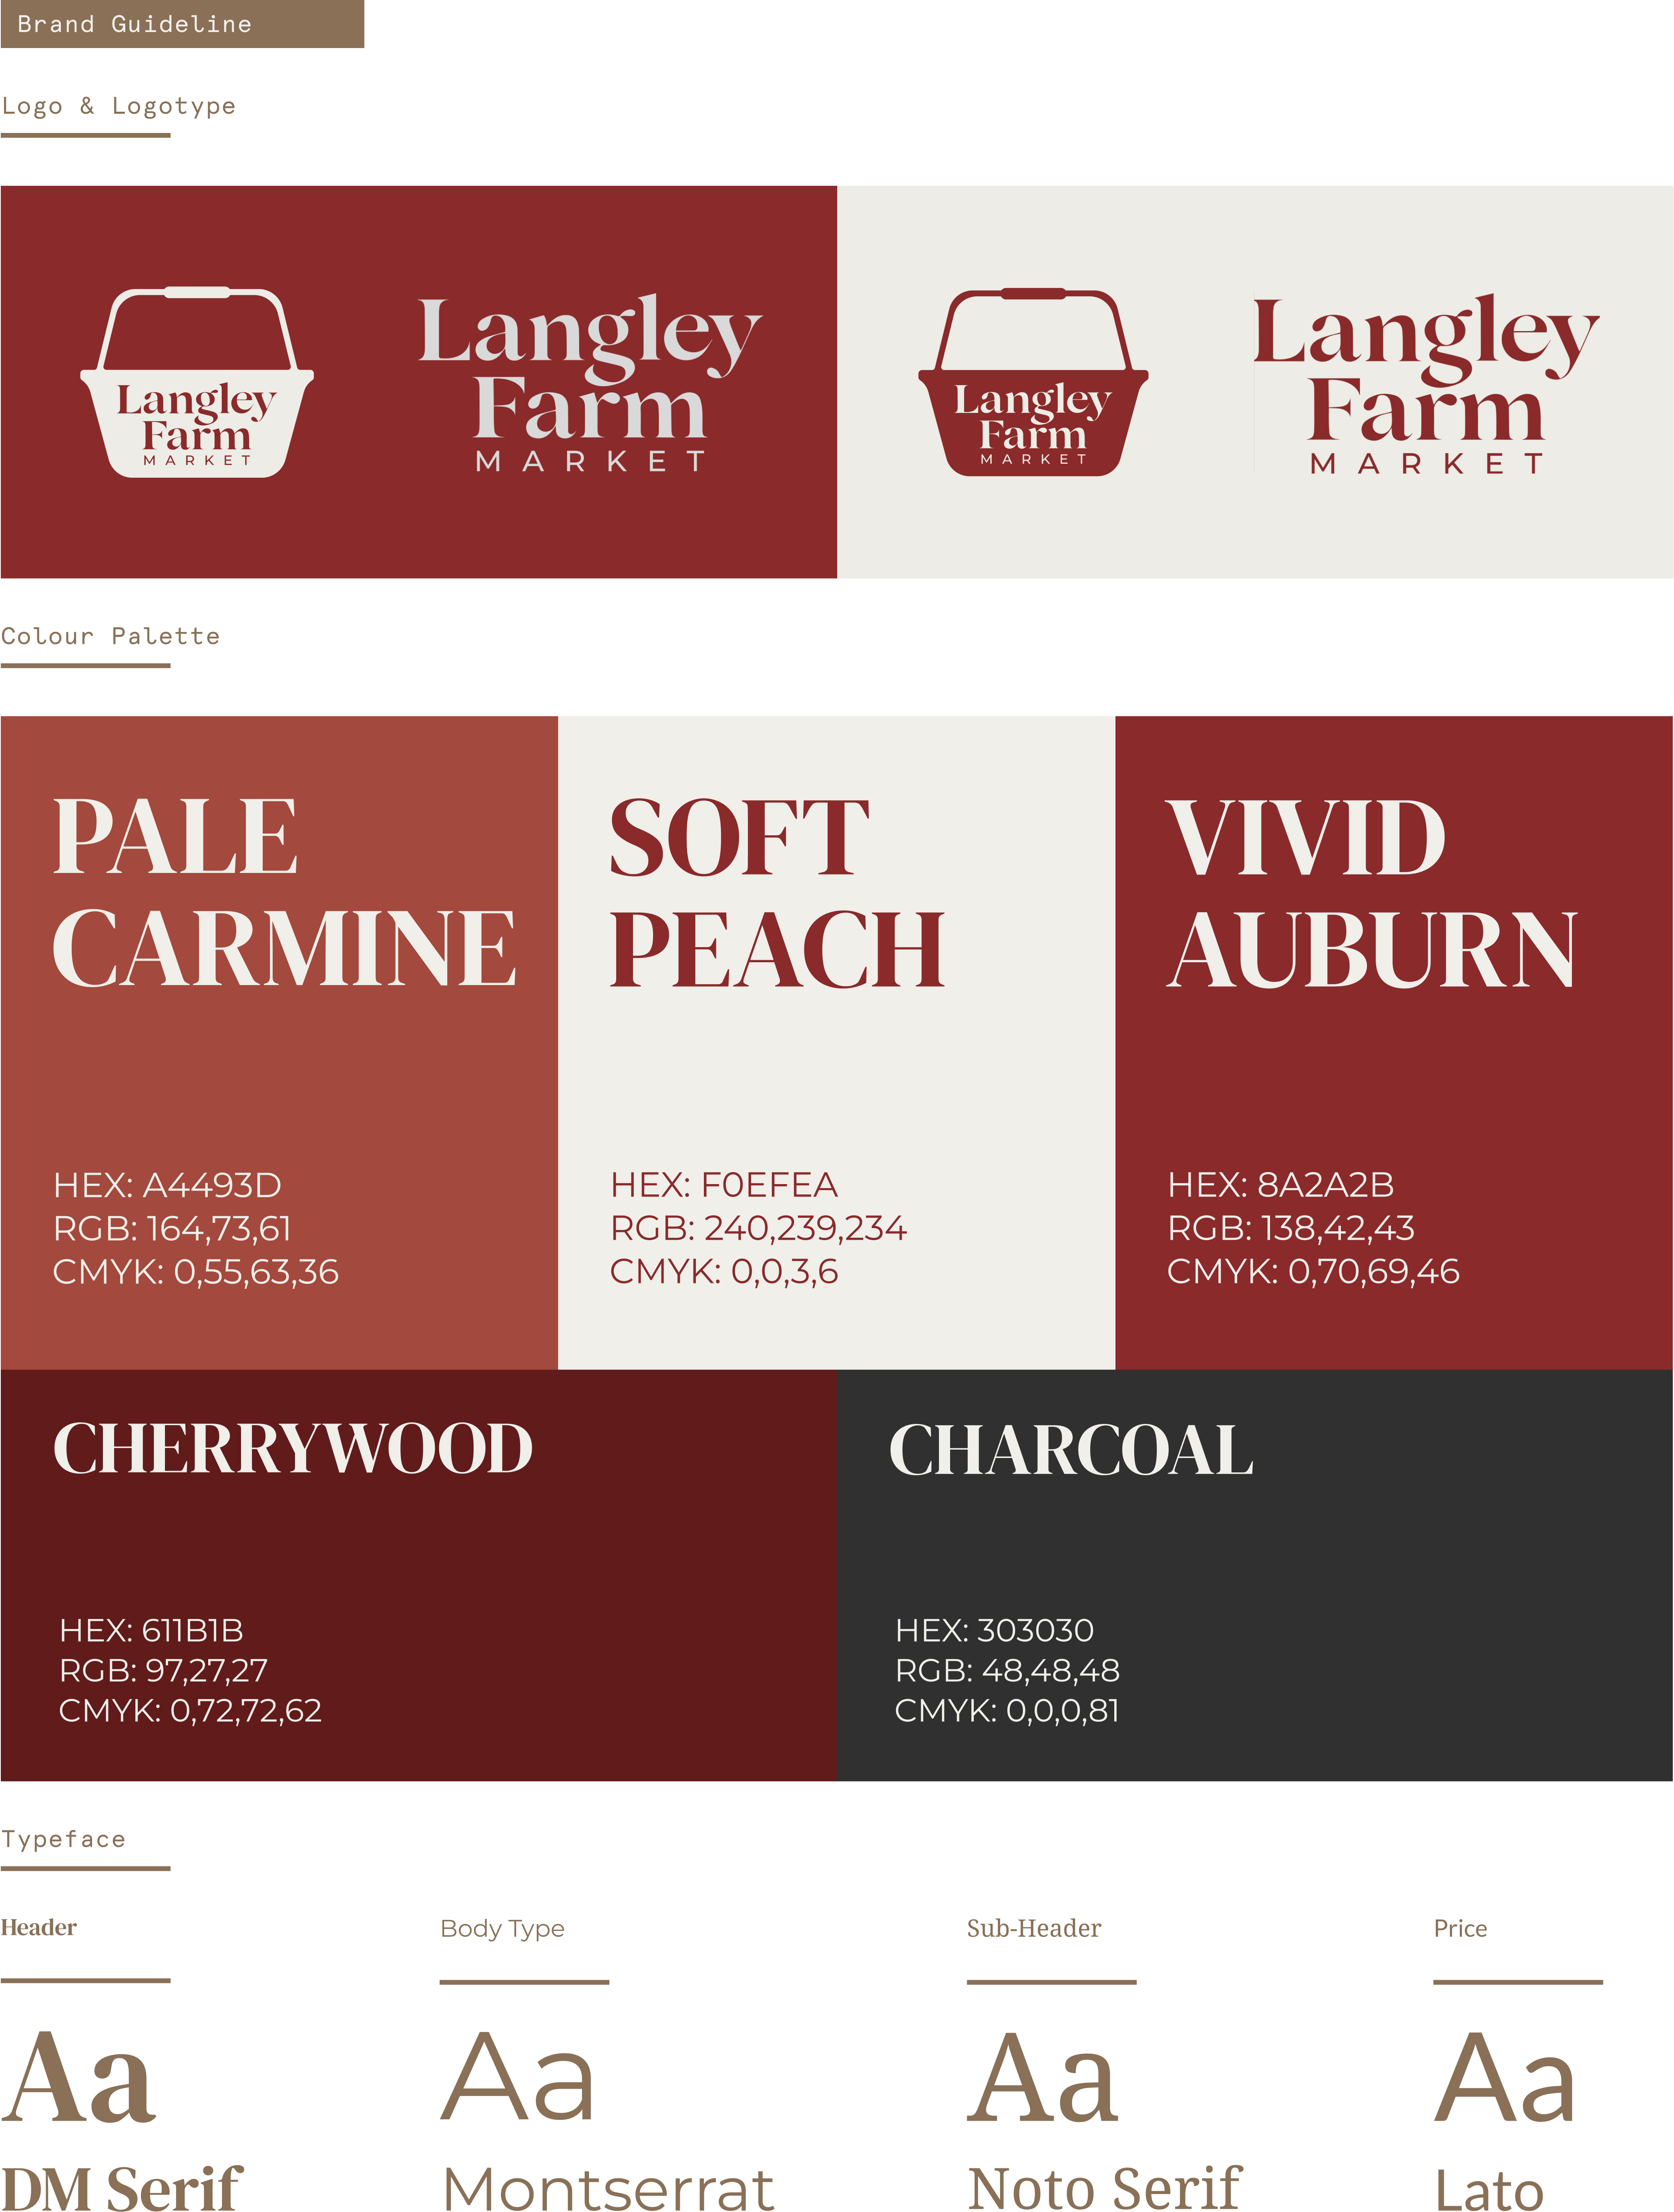 Brand Guideline
Logo & Logotype
Langley
Farm
MARKET
Langley
Farm
MARKET
Langley
Farm
MARKET
Langley
Farm
MARKET
Colour Palette
PALE
CARMINE
HEX: A4493D
RGB: 164,73,61
CMYK: 0,55,63,36
SOFT
PEACH
HEX: F0EFEA
RGB: 240,239,234
CMYK: 0,0,3,6
VIVID
AUBURN
HEX: 8A2A2B
RGB: 138,42,43
CMYK: 0,70,69,46
CHERRYWOOD
HEX: 611B1B
RGB: 97,27,27
CMYK: 0,72,72,62
CHARCOAL
HEX: 303030
RGB: 48,48,48
CMYK: 0,0,0,81
Typeface
Header
Aa
DM Serif
Body Type
Aa
Montserrat
Sub-Header
Aa
Noto Serif
Price
Aa
Lato